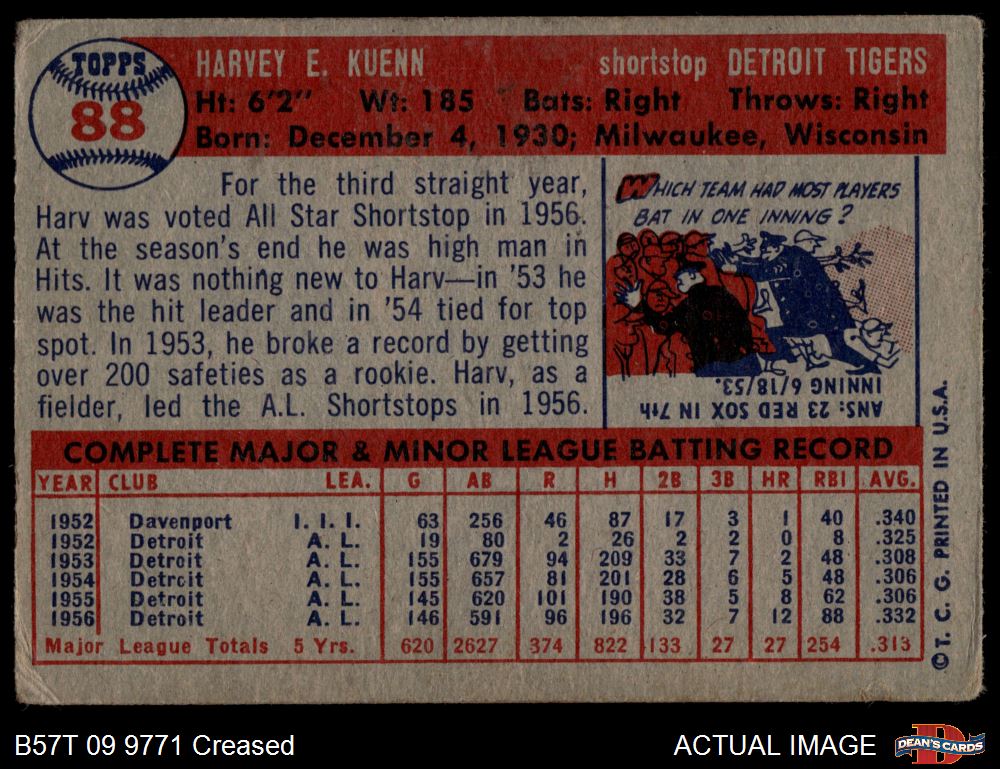 TOPPS
88
HARVEY E. KUENN shortstop DETROIT TIGERS
Ht: 6'2" Wt: 185 Bats: Right Throws: Right
Born: December 4, 1930; Milwaukee, Wisconsin
For the third straight year,
Harv was voted All Star Shortstop in 1956.
At the season's end he was high man in
Hits. It was nothing new to Harv—in '53 he
was the hit leader and in '54 tied for top
spot. In 1953, he broke a record by getting
over 200 safeties as a rookie. Harv, as a
fielder, led the A.L. Shortstops in 1956.
WHICH TEAM HAD MOST PLAYERS
BAT IN ONE INNING?
ANS: 23 RED SOX IN 7th
INNING 6/18/53.
COMPLETE MAJOR & MINOR LEAGUE BATTING RECORD
YEAR CLUB LEA. G AB R H 2B 3B HR RBI AVG.
1952 Davenport I. I. I. 63 256 46 87 17 3 1 40 .340
1952 Detroit A. L. 19 80 2 26 2 2 0 8 .325
1953 Detroit A. L. 155 679 94 209 33 7 2 48 .308
1954 Detroit A. L. 155 657 81 201 28 6 5 48 .306
1955 Detroit A. L. 145 620 101 190 38 5 8 62 .306
1956 Detroit A. L. 146 591 96 196 32 7 12 88 .332
Major League Totals 5 Yrs. 620 2627 374 822 133 27 27 254 .313
© T. C. G. PRINTED IN U.S.A.
B57T 09 9771 Creased
ACTUAL IMAGE
DEAN'S CARDS